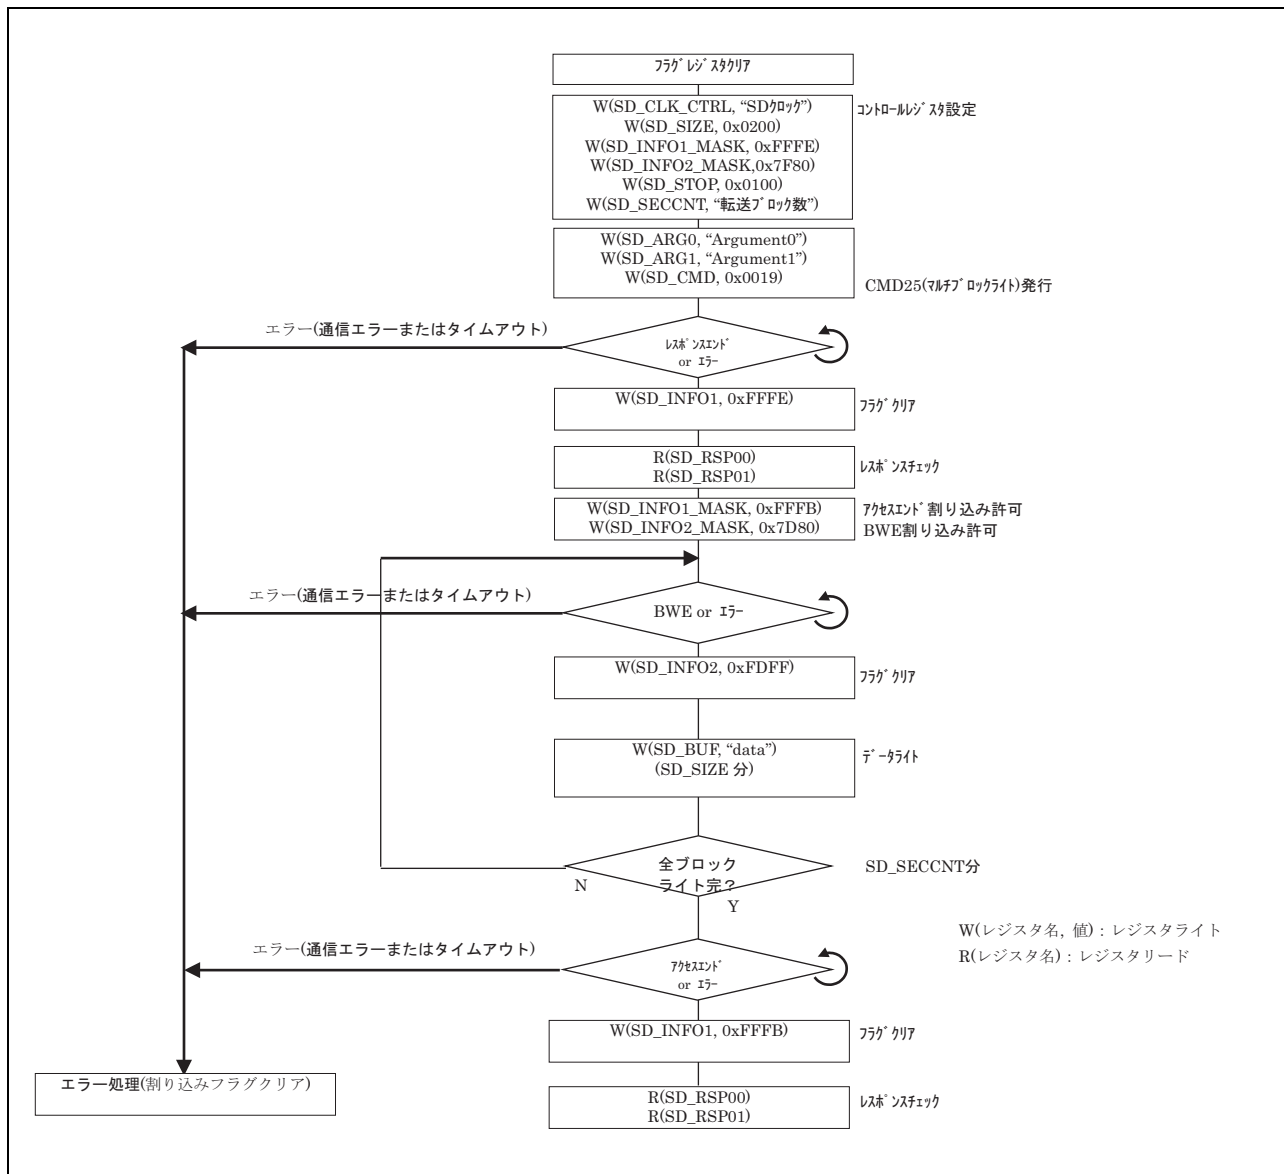 フラグレジスタクリア
W(SD_CLK_CTRL, “SDクロック”)
コントロールレジスタ設定
W(SD_SIZE, 0x0200)
W(SD_INFO1_MASK, 0xFFFE)
W(SD_INFO2_MASK,0x7F80)
W(SD_STOP, 0x0100)
W(SD_SECCNT, “転送ブロック数”)
W(SD_ARG0, “Argument0”)
W(SD_ARG1, “Argument1”)
W(SD_CMD, 0x0019)
CMD25(マルチブロックライト)発行
エラー(通信エラーまたはタイムアウト)
レスポンスエンド
or エラー
W(SD_INFO1, 0xFFFE)
フラグクリア
R(SD_RSP00)
R(SD_RSP01)
レスポンスチェック
W(SD_INFO1_MASK, 0xFFFB)
アクセスエンド割り込み許可
W(SD_INFO2_MASK, 0x7D80)
BWE割り込み許可
エラー(通信エラーまたはタイムアウト)
BWE or エラー
W(SD_INFO2, 0xFDFF)
フラグクリア
W(SD_BUF, “data”)
(SD_SIZE 分)
データライト
全ブロック
ライト完?
SD_SECCNT分
N
Y
W(レジスタ名, 値) : レジスタライト
R(レジスタ名) : レジスタリード
エラー(通信エラーまたはタイムアウト)
アクセスエンド
or エラー
W(SD_INFO1, 0xFFFB)
フラグクリア
エラー処理(割り込みフラグクリア)
R(SD_RSP00)
R(SD_RSP01)
レスポンスチェック